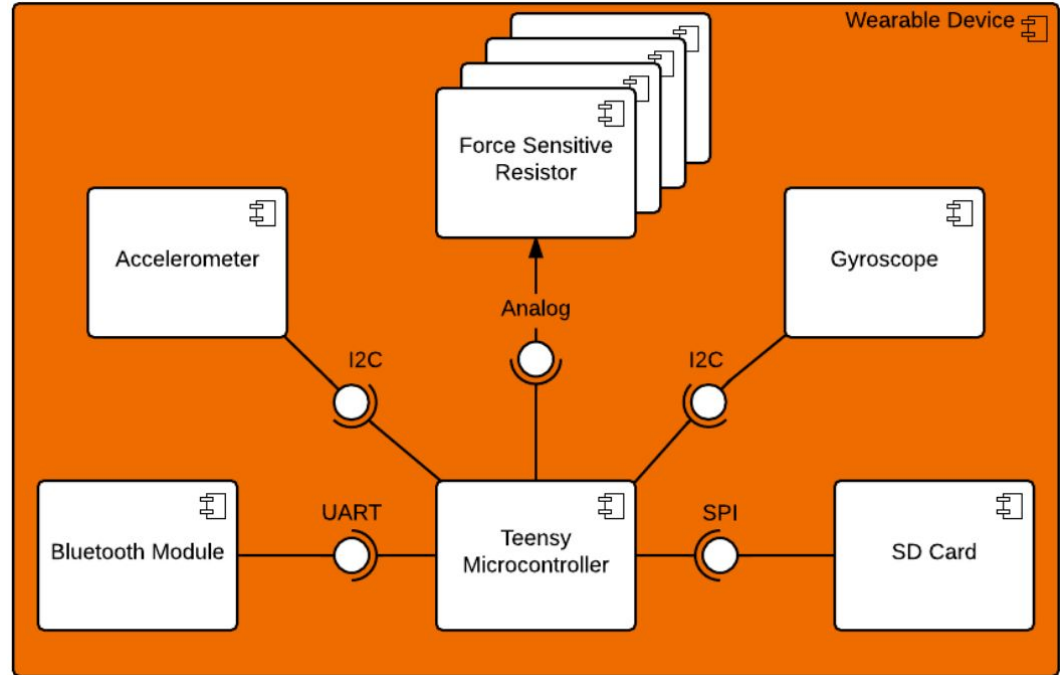 Wearable Device
Force Sensitive
Resistor
Accelerometer
Gyroscope
Analog
I2C
I2C
UART
SPI
Bluetooth Module
Teensy
Microcontroller
SD Card